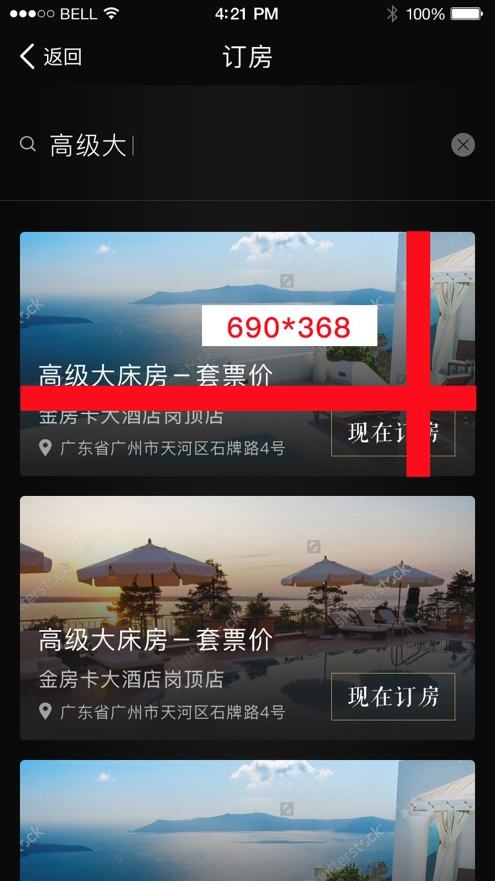 BELL 4:21 PM 100%
返回 订房
高级大
690*368
高级大床房－套票价
金房卡大酒店岗顶店
广东省广州市天河区石牌路4号
现在订房
高级大床房－套票价
金房卡大酒店岗顶店
广东省广州市天河区石牌路4号
现在订房